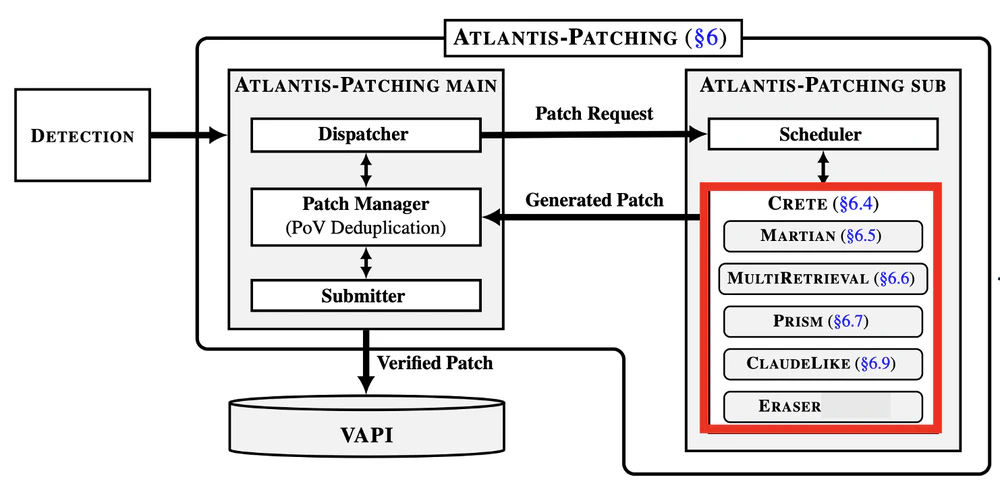 ATLANTIS-PATCHING (§6)
DETECTION
ATLANTIS-PATCHING MAIN
Dispatcher
Patch Manager
(PoV Deduplication)
Submitter
Patch Request
Generated Patch
ATLANTIS-PATCHING SUB
Scheduler
CRETE (§6.4)
MARTIAN (§6.5)
MULTIRETRIEVAL (§6.6)
PRISM (§6.7)
CLAUDELIKE (§6.9)
ERASER
Verified Patch
VAPI